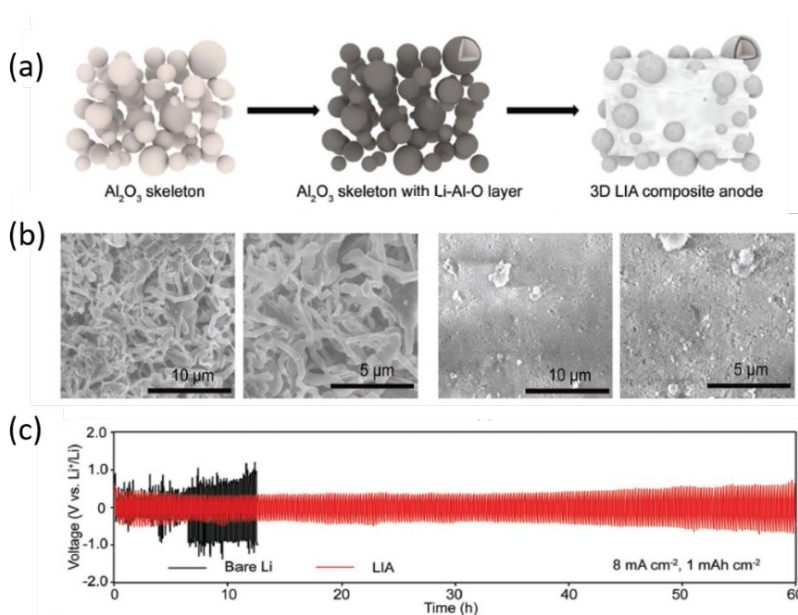 (a)
Al₂O₃ skeleton
Al₂O₃ skeleton with Li-Al-O layer
3D LIA composite anode
(b)
10 μm
5 μm
10 μm
5 μm
(c)
Voltage (V vs. Li⁺/Li)
2.0
1.0
0
-1.0
-2.0
Bare Li
LIA
8 mA cm⁻², 1 mAh cm⁻²
0
10
20
30
40
50
60
Time (h)